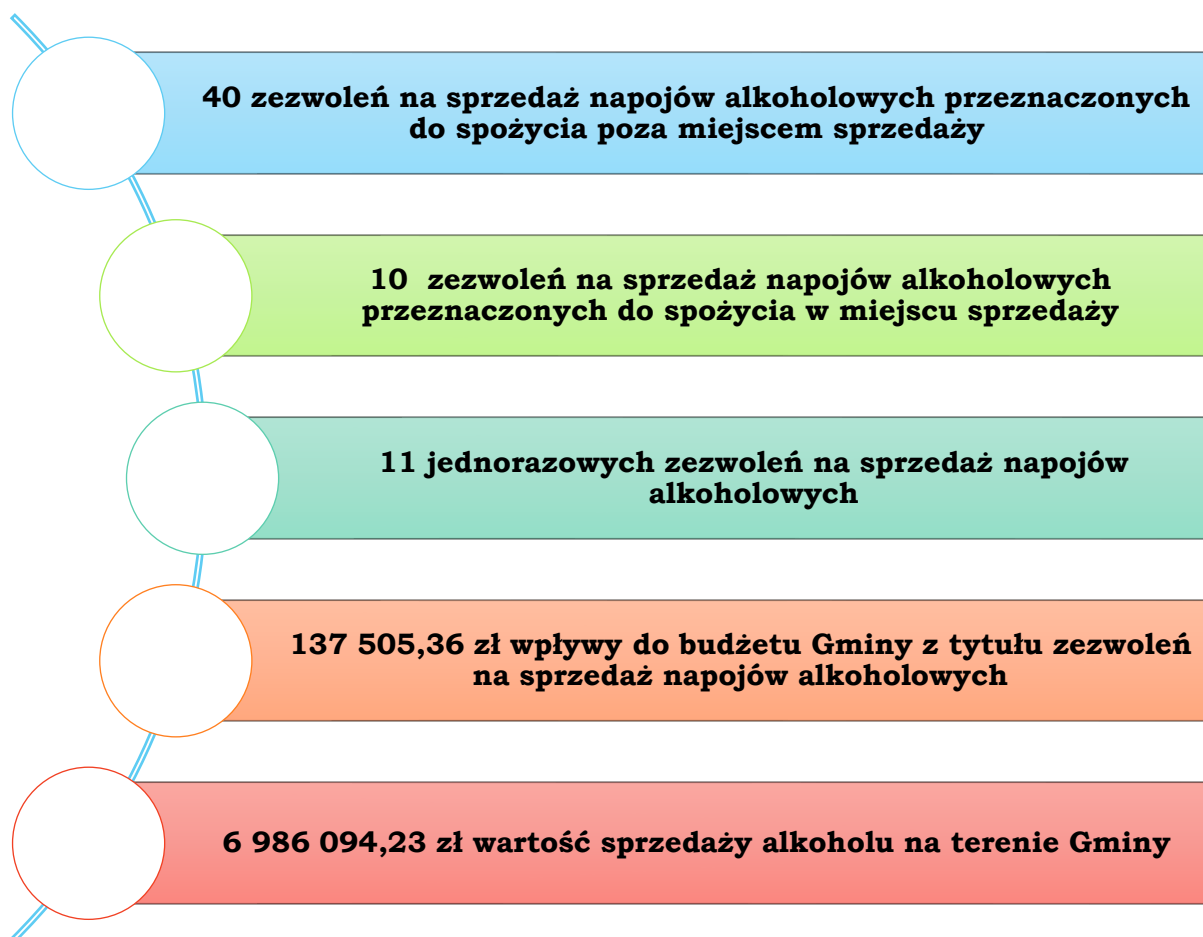 40 zezwoleń na sprzedaż napojów alkoholowych przeznaczonych
do spożycia poza miejscem sprzedaży
10 zezwoleń na sprzedaż napojów alkoholowych
przeznaczonych do spożycia w miejscu sprzedaży
11 jednorazowych zezwoleń na sprzedaż napojów
alkoholowych
137 505,36 zł wpływy do budżetu Gminy z tytułu zezwoleń
na sprzedaż napojów alkoholowych
6 986 094,23 zł wartość sprzedaży alkoholu na terenie Gminy